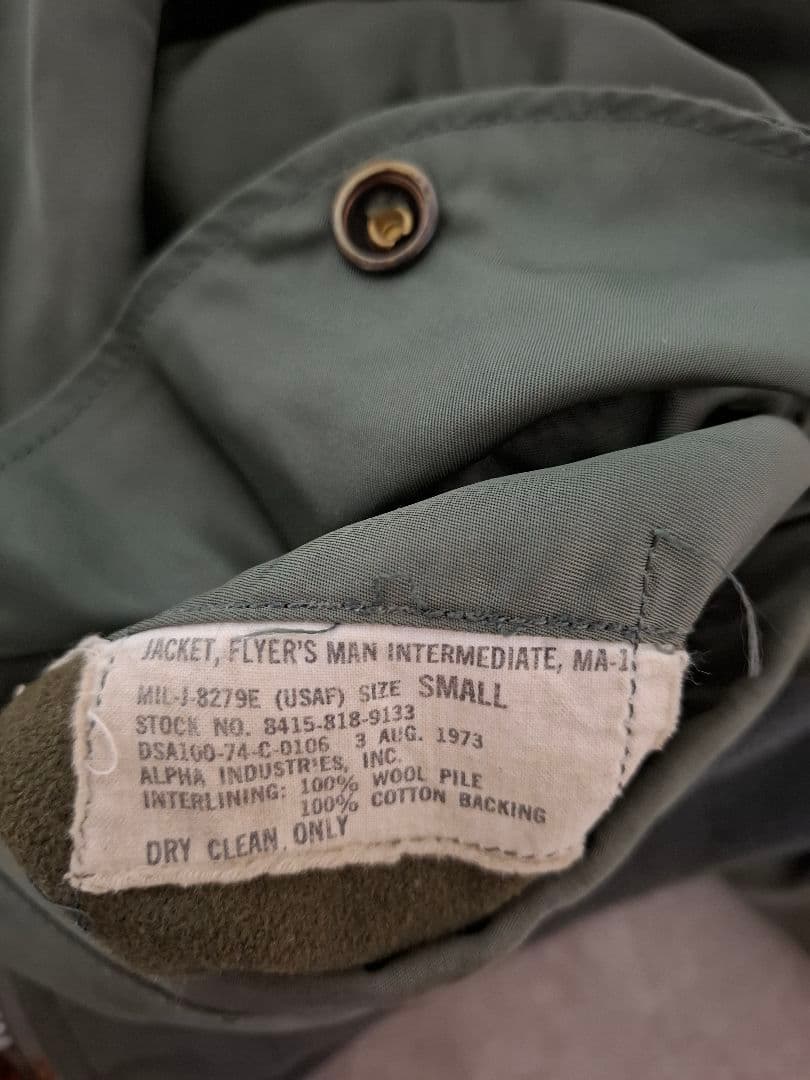 JACKET, FLYER'S MAN INTERMEDIATE, MA-1
MIL-J-8279E (USAF) SIZE SMALL
STOCK NO. 8415-818-9133
DSA100-74-C-0106 3 AUG. 1973
ALPHA INDUSTRIES, INC.
INTERLINING: 100% WOOL PILE
100% COTTON BACKING
DRY CLEAN ONLY